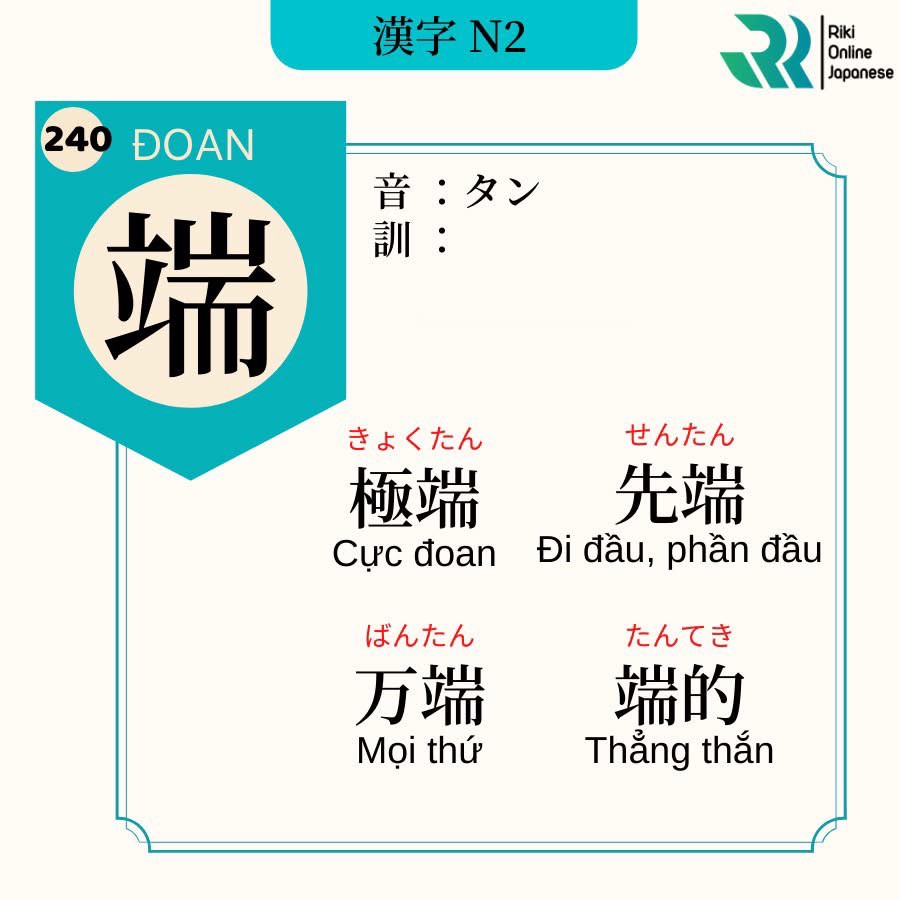 漢字 N2
Riki
Online
Japanese
240 ĐOAN
端
音 ：タン
訓 ：
きょくたん
極端
Cực đoan
せんたん
先端
Đi đầu, phần đầu
ばんたん
万端
Mọi thứ
たんてき
端的
Thẳng thắn